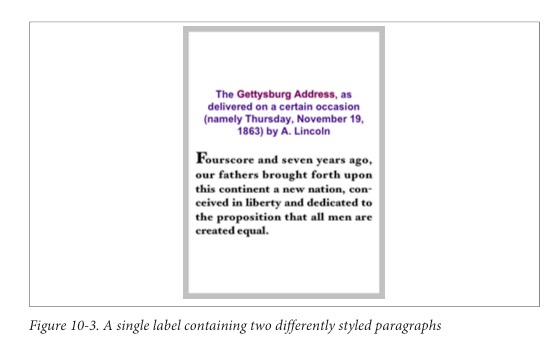 The Gettysburg Address, as
delivered on a certain occasion
(namely Thursday, November 19,
1863) by A. Lincoln
Fourscore and seven years ago,
our fathers brought forth upon
this continent a new nation, con-
ceived in liberty and dedicated to
the proposition that all men are
created equal.
Figure 10-3. A single label containing two differently styled paragraphs